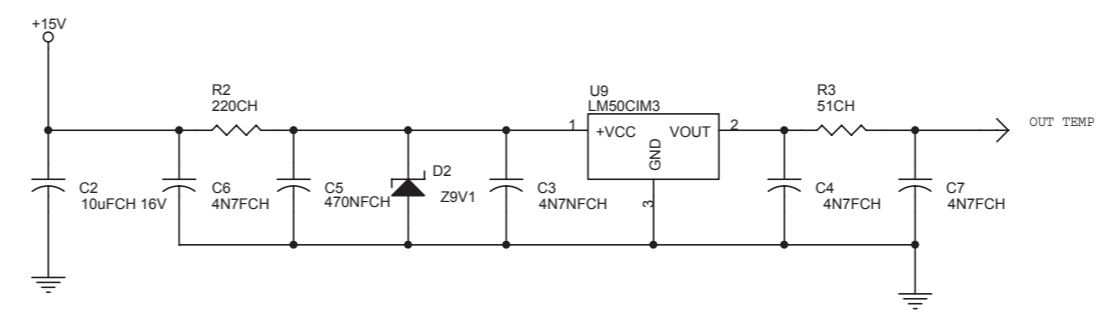 +15V
R2
220CH
U9
LM50CIM3
R3
51CH
1
+VCC
VOUT
2
OUT TEMP
GND
3
C2
10uFCH 16V
C6
4N7FCH
C5
470NFCH
D2
Z9V1
C3
4N7NFCH
C4
4N7FCH
C7
4N7FCH